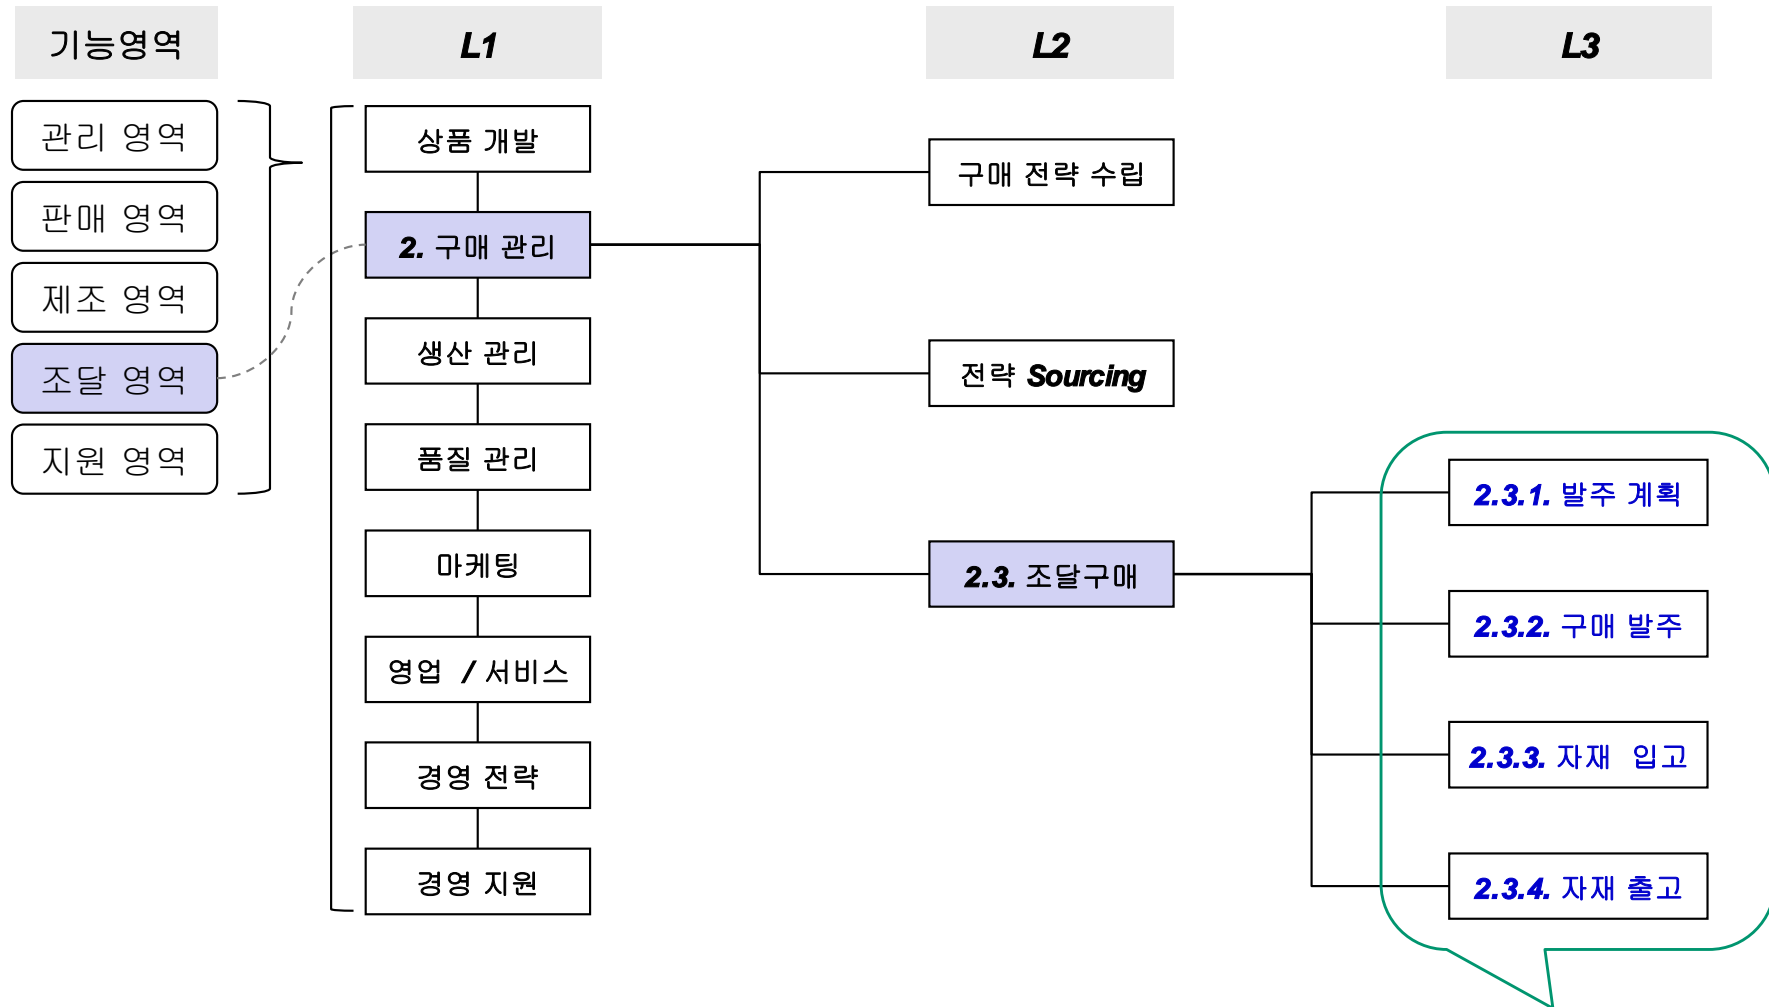 기능영역
L1
L2
L3
관리 영역
판매 영역
제조 영역
조달 영역
지원 영역
상품 개발
2. 구매 관리
생산 관리
품질 관리
마케팅
영업 / 서비스
경영 전략
경영 지원
구매 전략 수립
전략 Sourcing
2.3. 조달구매
2.3.1. 발주 계획
2.3.2. 구매 발주
2.3.3. 자재 입고
2.3.4. 자재 출고